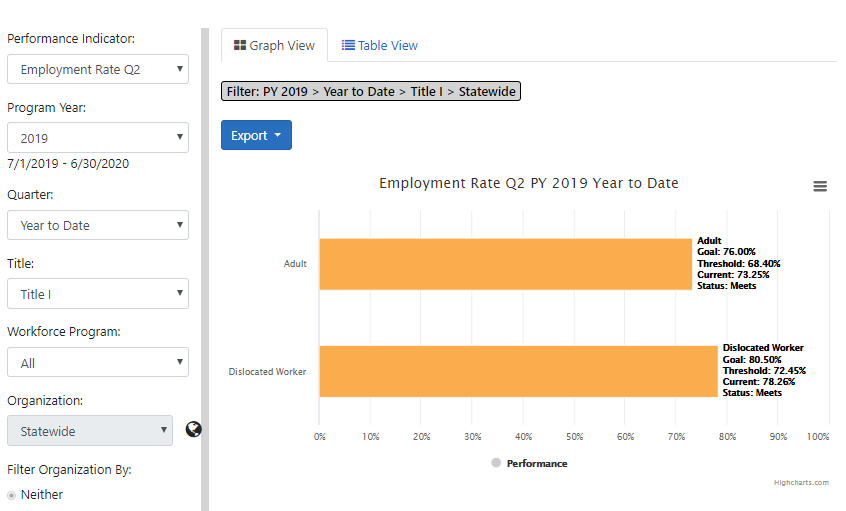 Performance Indicator:
Employment Rate Q2
Program Year:
2019
7/1/2019 - 6/30/2020
Quarter:
Year to Date
Title:
Title I
Workforce Program:
All
Organization:
Statewide
Filter Organization By:
Neither
Graph View
Table View
Filter: PY 2019 > Year to Date > Title I > Statewide
Export
Employment Rate Q2 PY 2019 Year to Date
Adult
Adult
Goal: 76.00%
Threshold: 68.40%
Current: 73.25%
Status: Meets
Dislocated Worker
Dislocated Worker
Goal: 80.50%
Threshold: 72.45%
Current: 78.26%
Status: Meets
0% 10% 20% 30% 40% 50% 60% 70% 80% 90% 100%
Performance
Highcharts.com